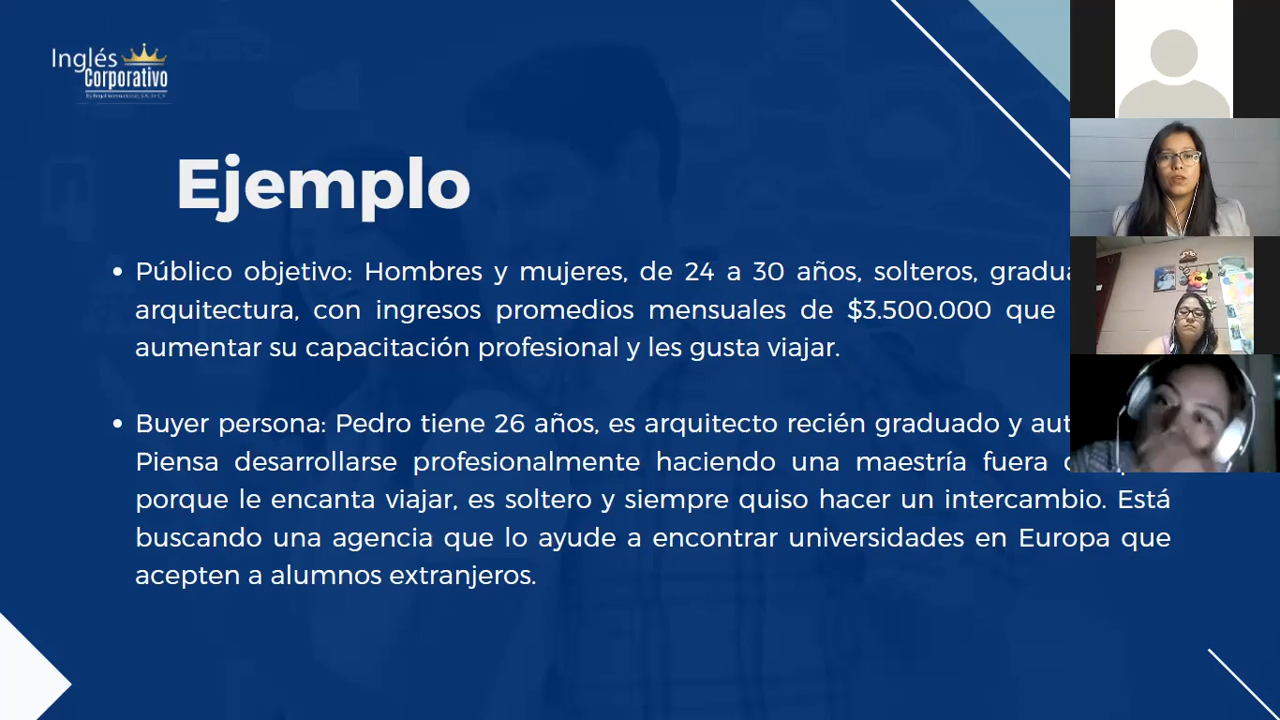 Inglés
Corporativo
Ejemplo
Público objetivo: Hombres y mujeres, de 24 a 30 años, solteros,
arquitectura, con ingresos promedios mensuales de $3.500.000 que
aumentar su capacitación profesional y les gusta viajar.
Buyer persona: Pedro tiene 26 años, es arquitecto recién graduado y
Piensa desarrollarse profesionalmente haciendo una maestría fuera
porque le encanta viajar, es soltero y siempre quiso hacer un intercambio. Está
buscando una agencia que lo ayude a encontrar universidades en Europa que
acepten a alumnos extranjeros.